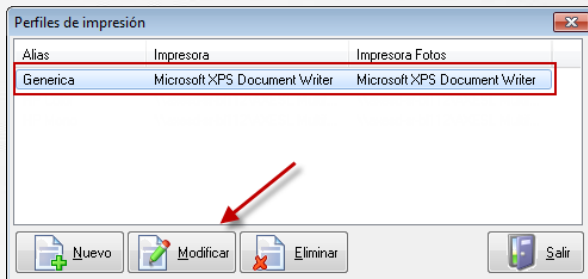 Perfiles de impresión
Alias Impresora Impresora Fotos
Generica Microsoft XPS Document Writer Microsoft XPS Document Writer
Nuevo Modificar Eliminar Salir